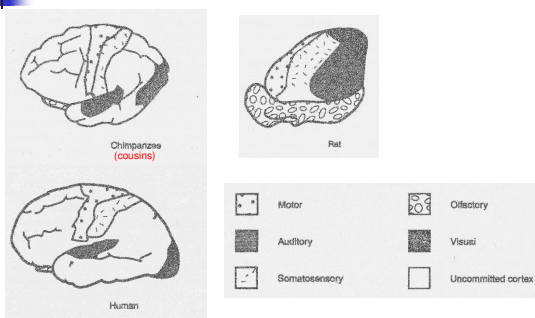 Chimpanzee
(cousins)
Rat
Human
Motor
Olfactory
Auditory
Visual
Somatosensory
Uncommitted cortex